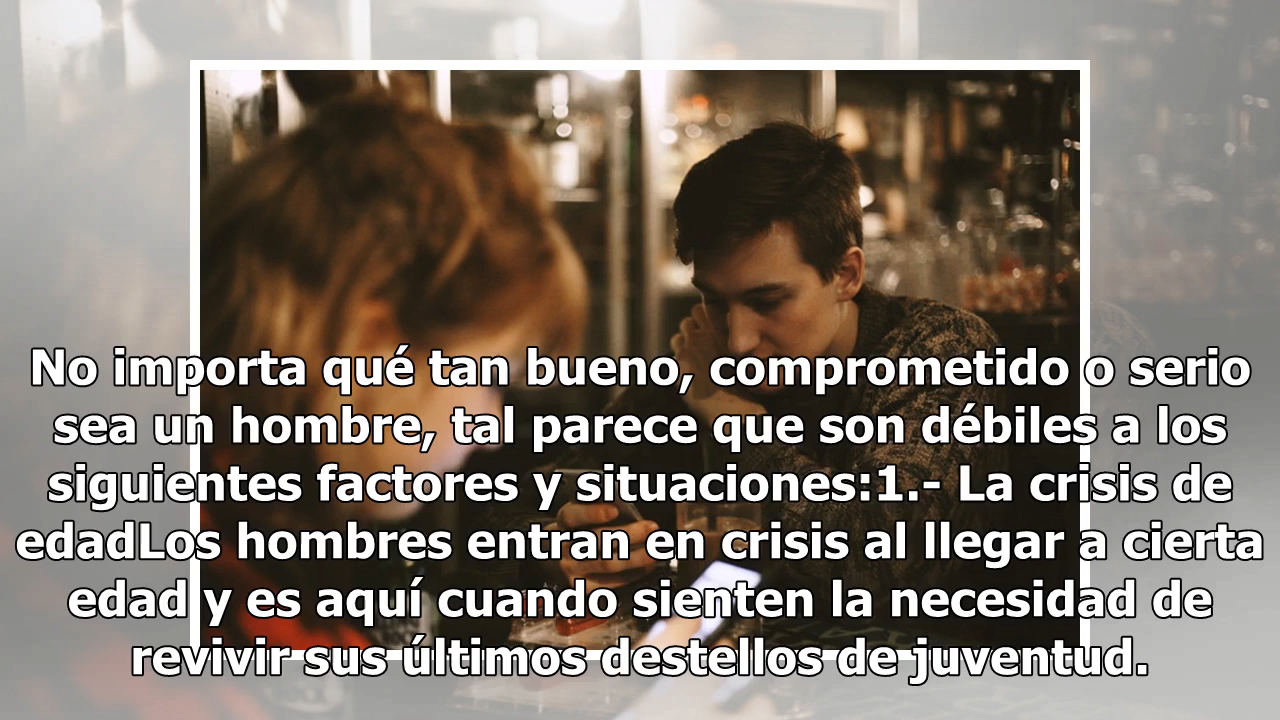 No importa qué tan bueno, comprometido o serio
sea un hombre, tal parece que son débiles a los
siguientes factores y situaciones:1.- La crisis de
edadLos hombres entran en crisis al llegar a cierta
edad y es aquí cuando sienten la necesidad de
revivir sus últimos destellos de juventud.